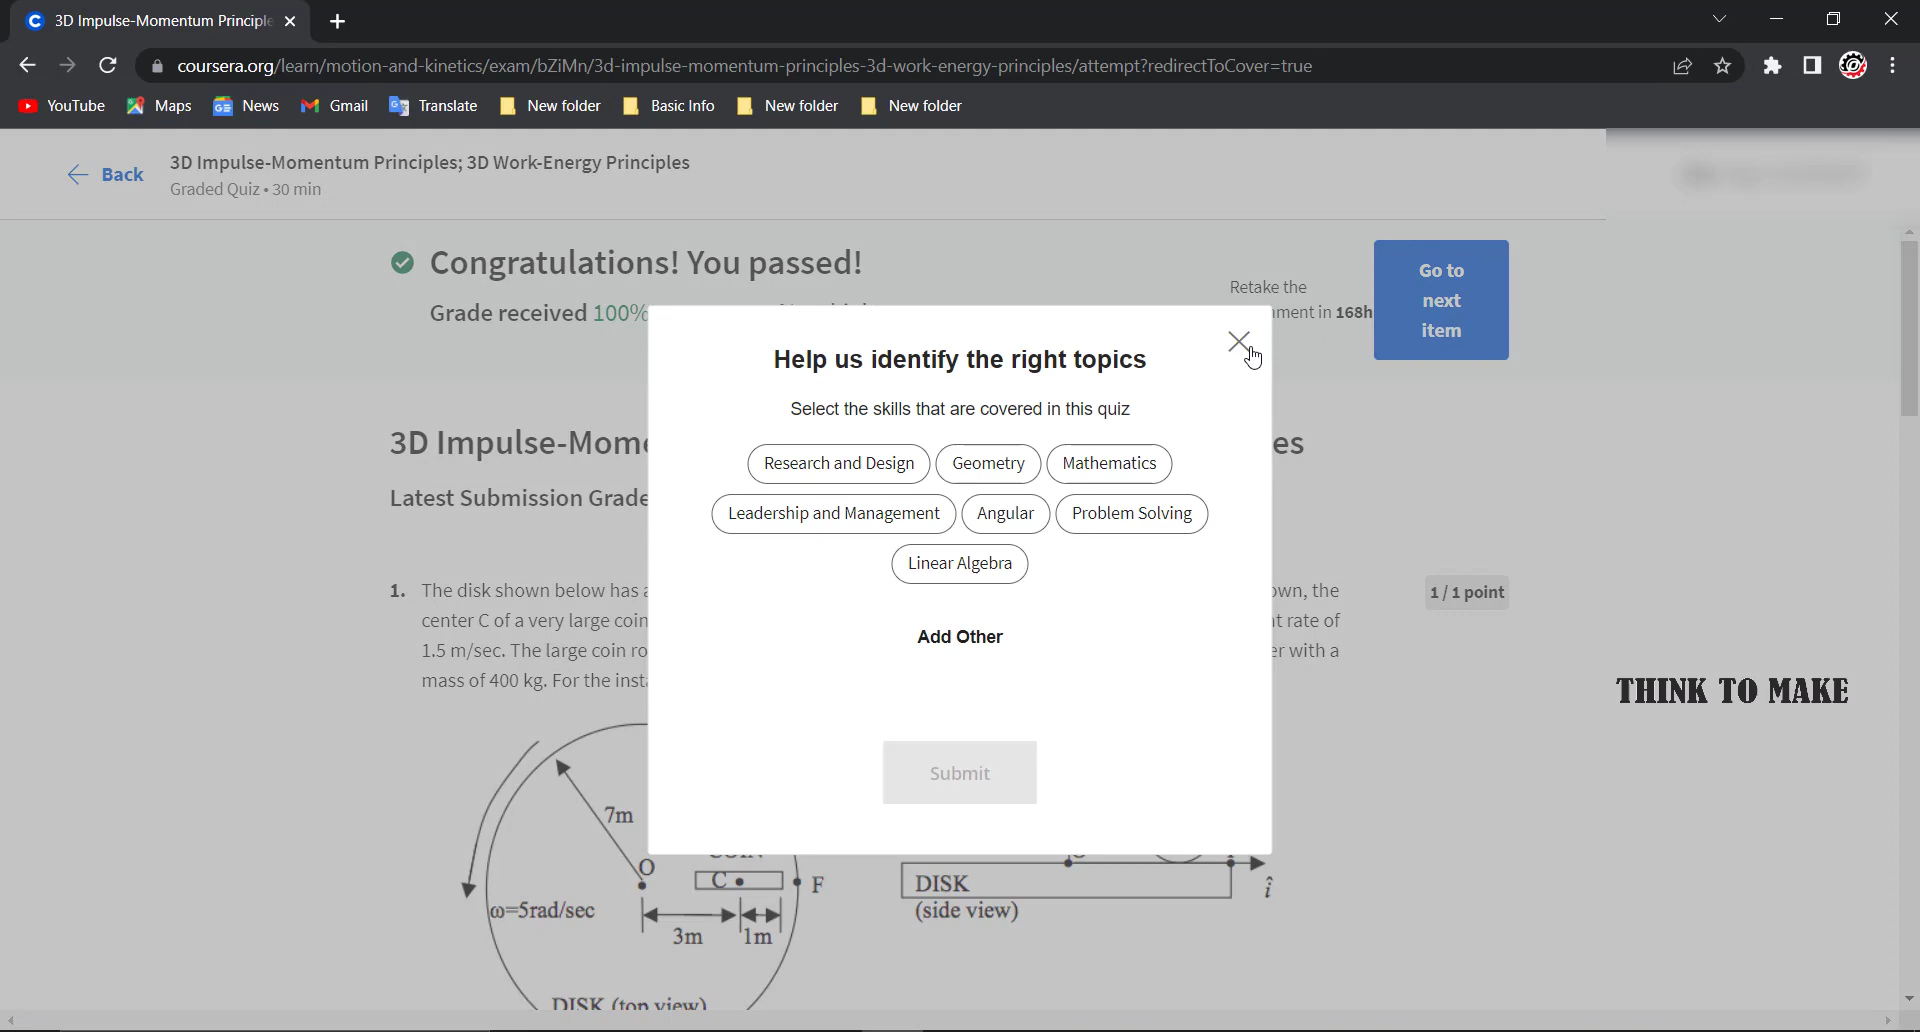 3D Impulse-Momentum Principle
coursera.org/learn/motion-and-kinetics/exam/bZiMn/3d-impulse-momentum-principles-3d-work-energy-principles/attempt?redirectToCover=true
YouTube Maps News Gmail Translate New folder Basic Info New folder New folder
Back
3D Impulse-Momentum Principles; 3D Work-Energy Principles
Graded Quiz • 30 min
Congratulations! You passed!
Grade received 100%
Retake the
nment in 168h
Go to
next
item
Help us identify the right topics
Select the skills that are covered in this quiz
Research and Design Geometry Mathematics
Leadership and Management Angular Problem Solving
Linear Algebra
Add Other
Submit
3D Impulse-Mome
es
Latest Submission Grade
1. The disk shown below has
own, the
center C of a very large coin
t rate of
1.5 m/sec. The large coin ro
er with a
mass of 400 kg. For the insta
1 / 1 point
THINK TO MAKE
7m
O
C
F
ω=5rad/sec
3m
1m
DISK (top view)
DISK
(side view)
î